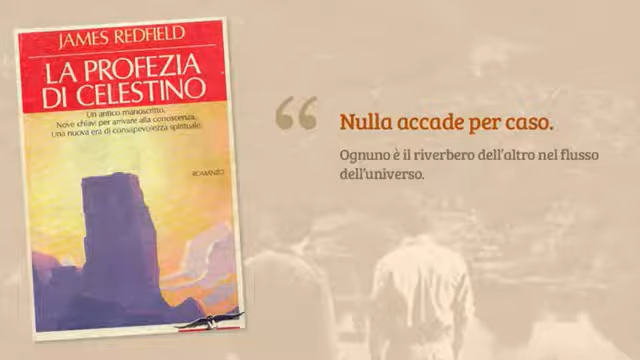 JAMES REDFIELD
LA PROFEZIA
DI CELESTINO
Un antico manoscritto.
Nove chiavi per arrivare alla conoscenza.
Una nuova era di consapevolezza spirituale.
ROMANZO
“
Nulla accade per caso.
Ognuno è il riverbero dell'altro nel flusso
dell'universo.